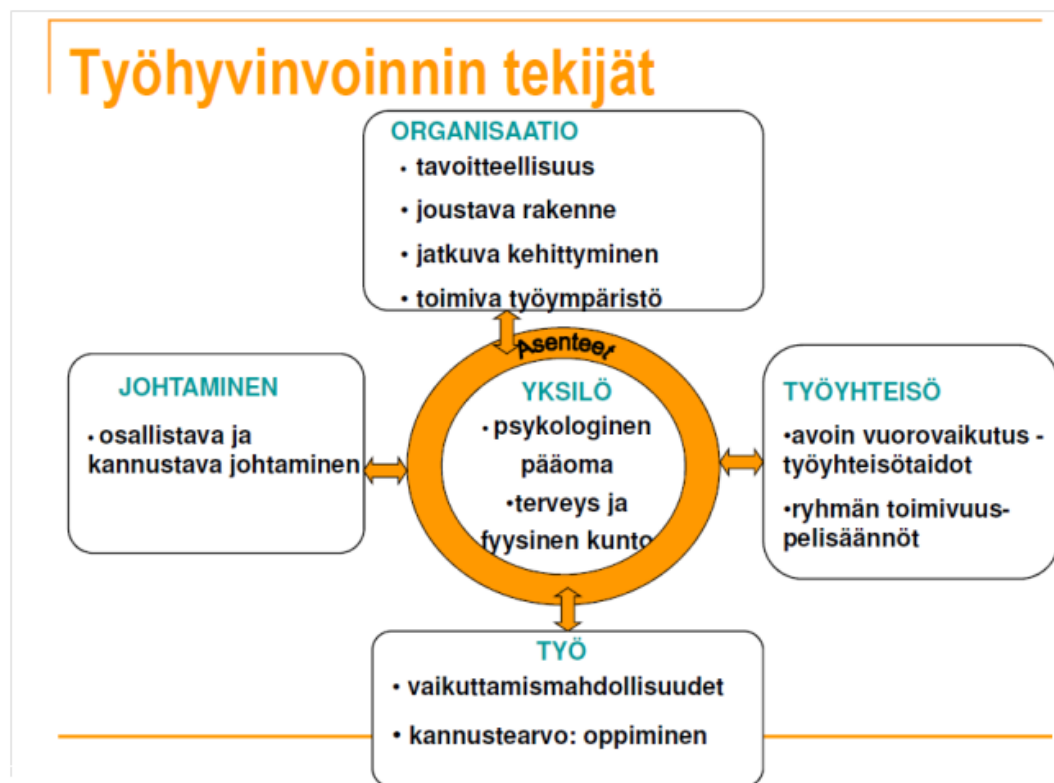 Työhyvinvoinnin tekijät
ORGANISAATIO
• tavoitteellisuus
• joustava rakenne
• jatkuva kehittyminen
• toimiva työympäristö
Asenteet
JOHTAMINEN
• osallistava ja
kannustava johtaminen
YKSILÖ
• psykologinen
pääoma
•terveys ja
fyysinen kunto
TYÖYHTEISÖ
•avoin vuorovaikutus -
työyhteisötaidot
•ryhmän toimivuus-
pelisäännöt
TYÖ
• vaikuttamismahdollisuudet
• kannustearvo: oppiminen